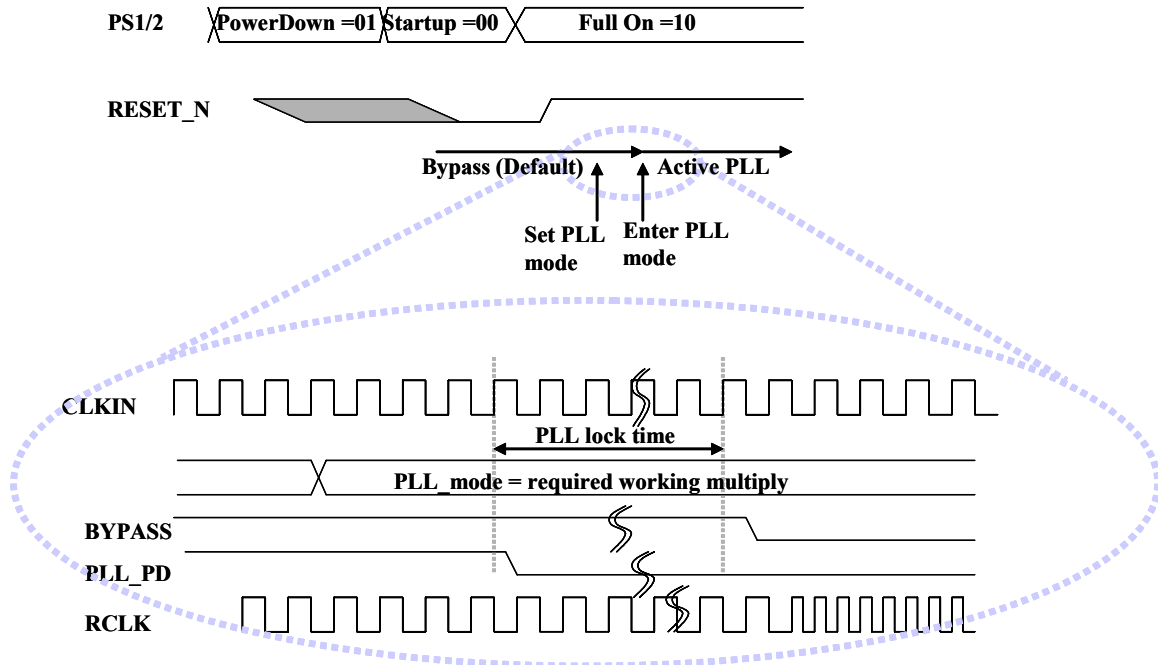 PS1/2
PowerDown =01
Startup =00
Full On =10
RESET_N
Bypass (Default)
Active PLL
Set PLL
mode
Enter PLL
mode
CLKIN
PLL lock time
PLL_mode = required working multiply
BYPASS
PLL_PD
RCLK